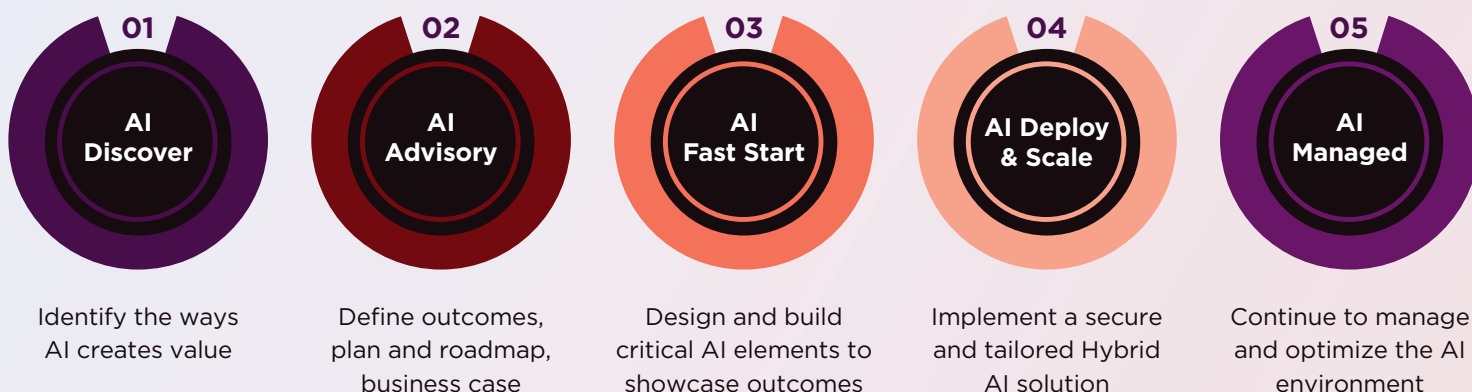 01
AI
Discover
Identify the ways
AI creates value
02
AI
Advisory
Define outcomes,
plan and roadmap,
business case
03
AI
Fast Start
Design and build
critical AI elements to
showcase outcomes
04
AI Deploy
& Scale
Implement a secure
and tailored Hybrid
AI solution
05
AI
Managed
Continue to manage
and optimize the AI
environment